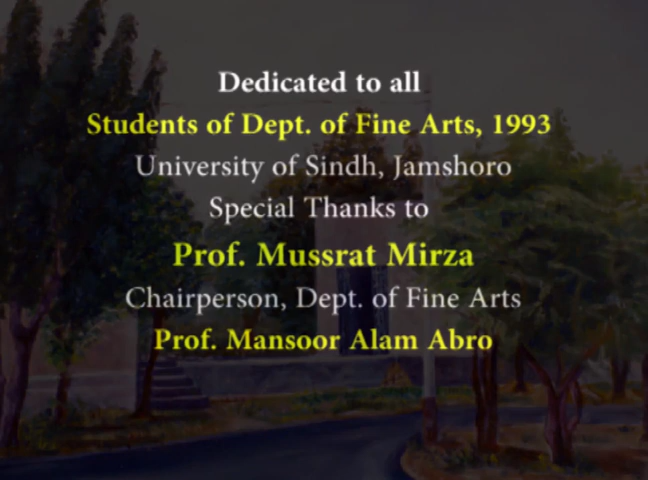 Dedicated to all
Students of Dept. of Fine Arts, 1993
University of Sindh, Jamshoro
Special Thanks to
Prof. Mussrat Mirza
Chairperson, Dept. of Fine Arts
Prof. Mansoor Alam Abro